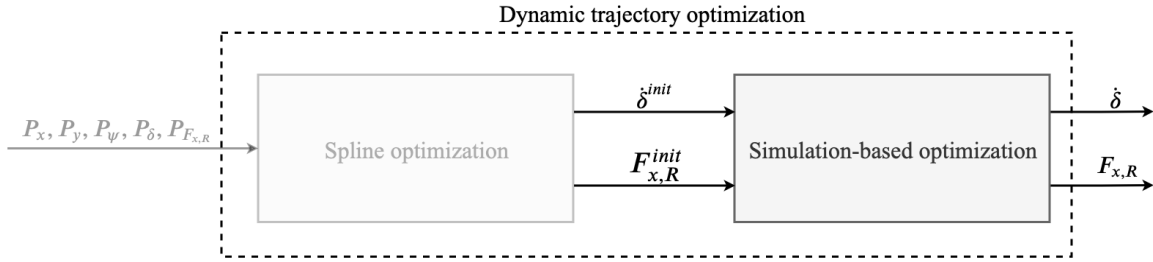 Dynamic trajectory optimization
P_x, P_y, P_ψ, P_δ, P_{F_{x,R}}
Spline optimization
δ̇^{init}
F_{x,R}^{init}
Simulation-based optimization
δ̇
F_{x,R}